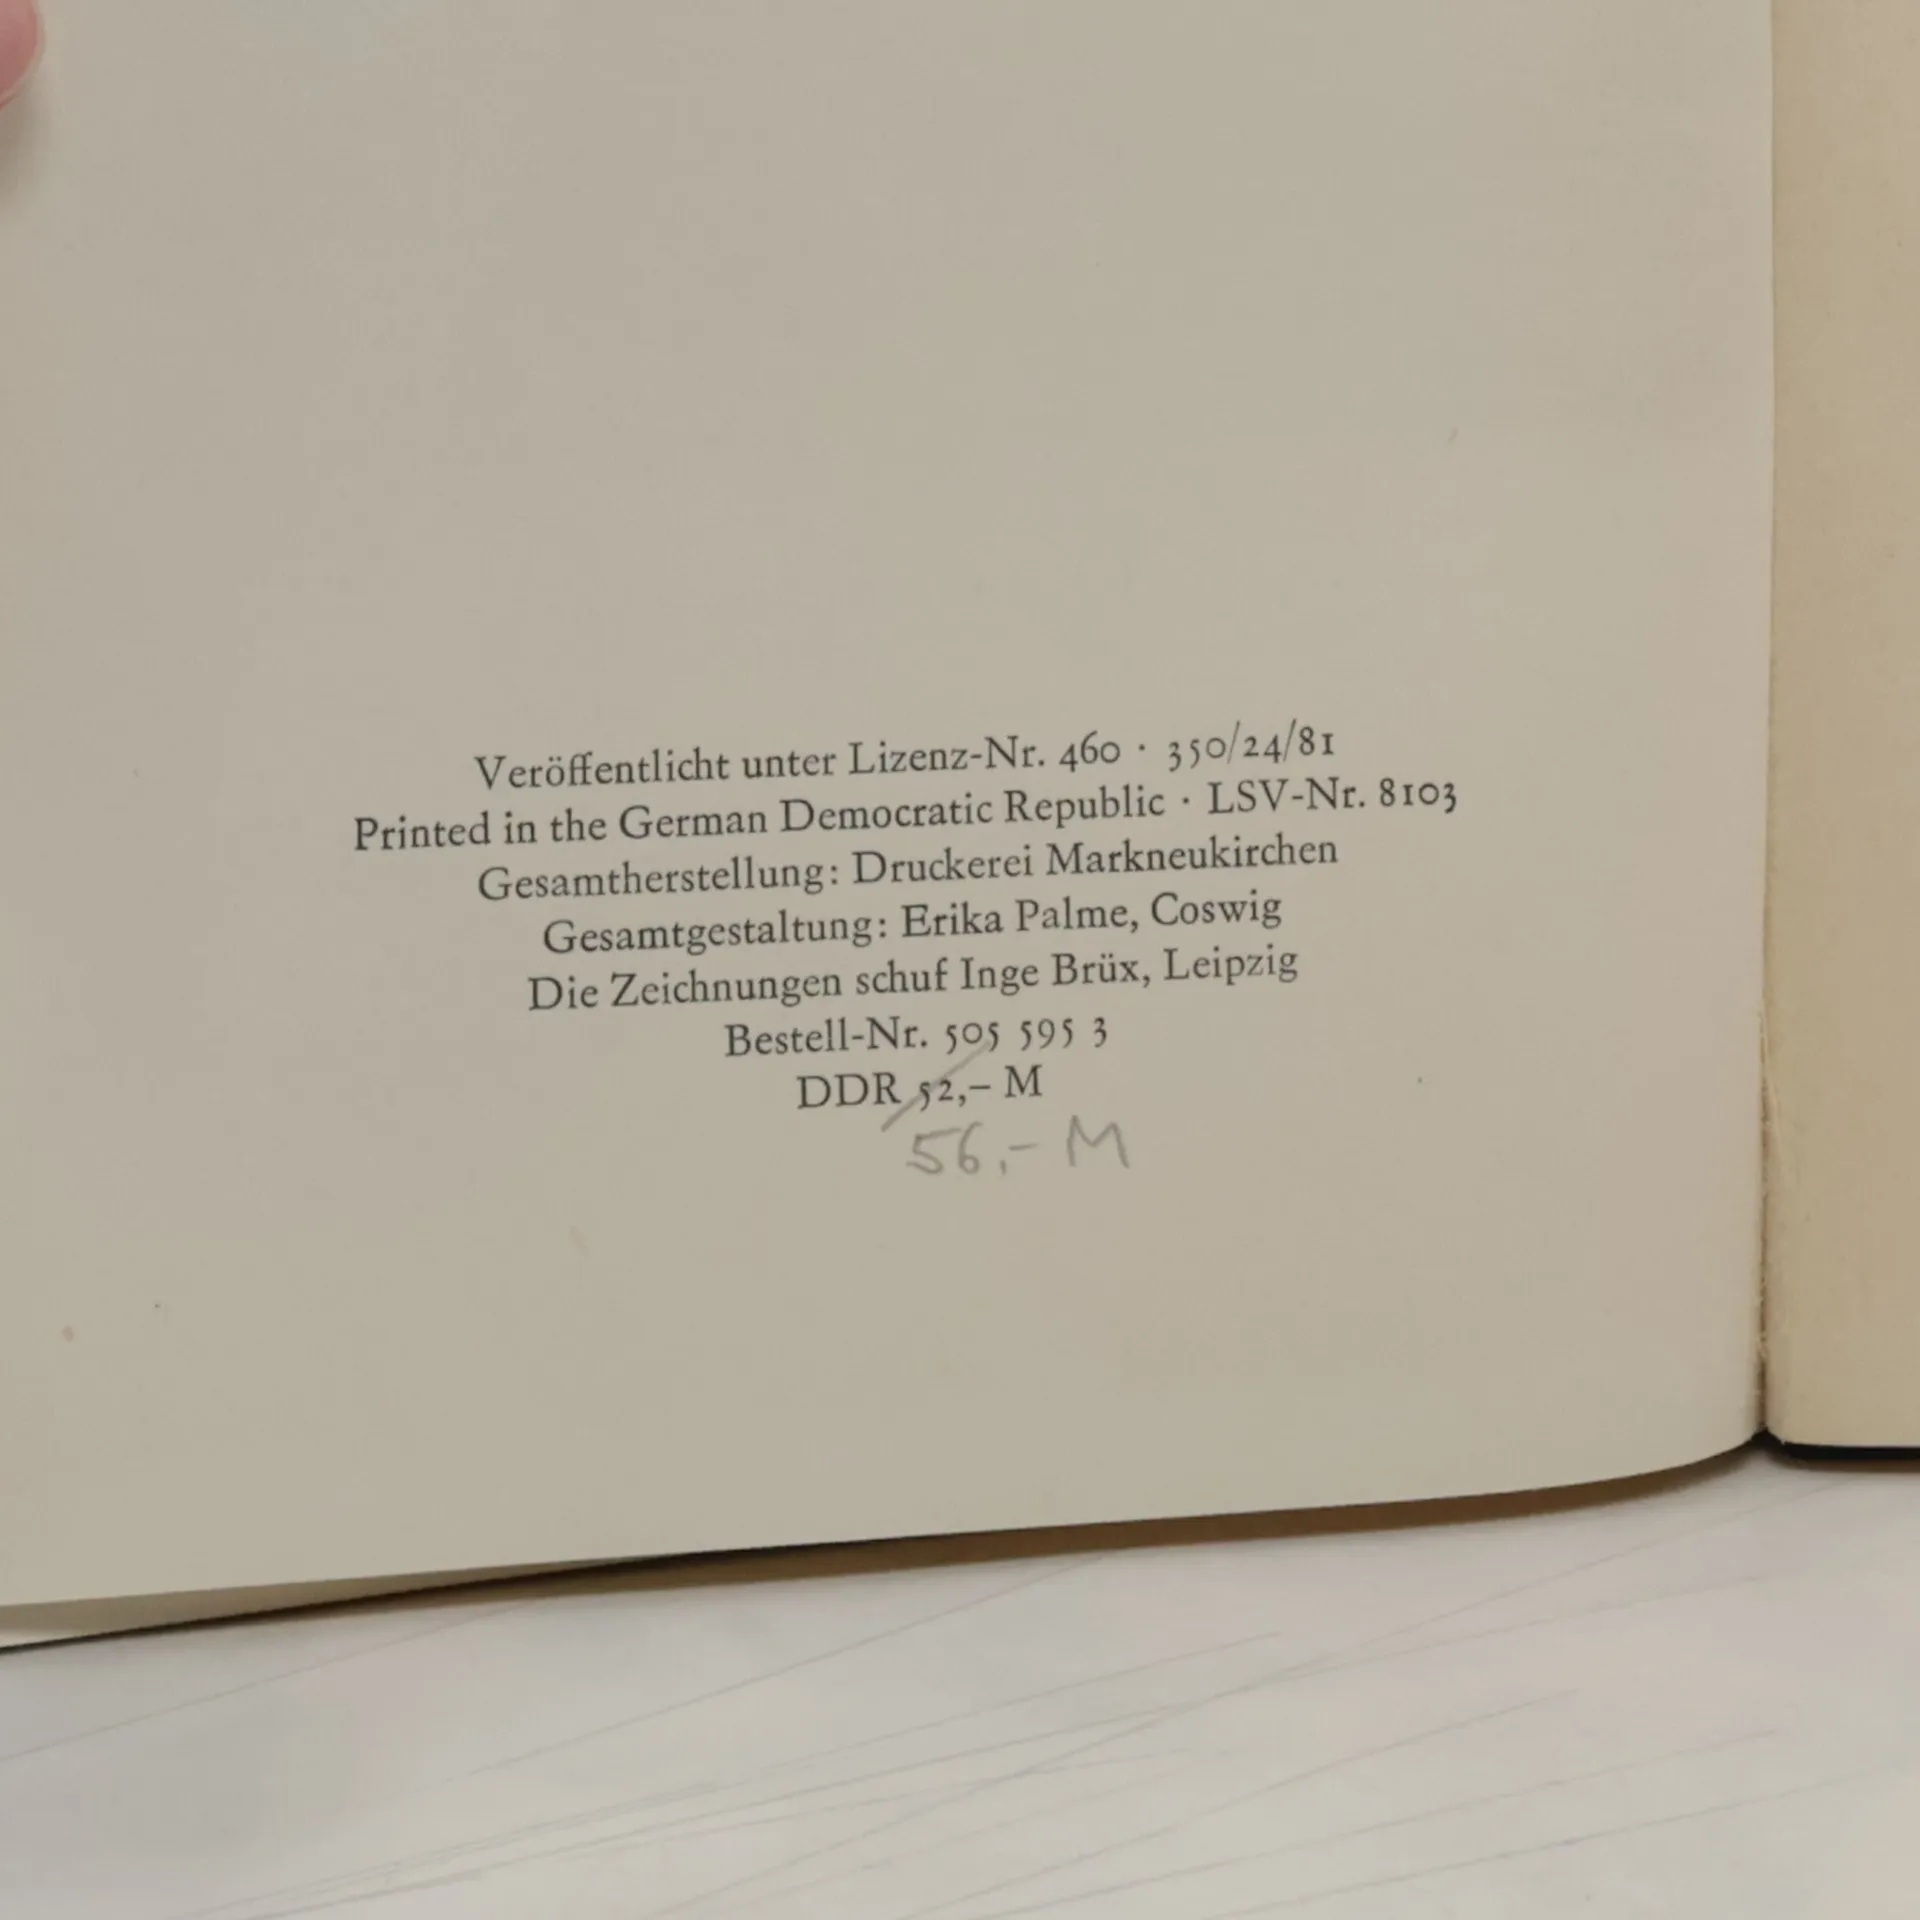 Veröffentlicht unter Lizenz-Nr. 460 · 350/24/81
Printed in the German Democratic Republic · LSV-Nr. 8103
Gesamtherstellung: Druckerei Markneukirchen
Gesamtgestaltung: Erika Palme, Coswig
Die Zeichnungen schuf Inge Brüx, Leipzig
Bestell-Nr. 505 595 3
DDR 52,– M
56,– M